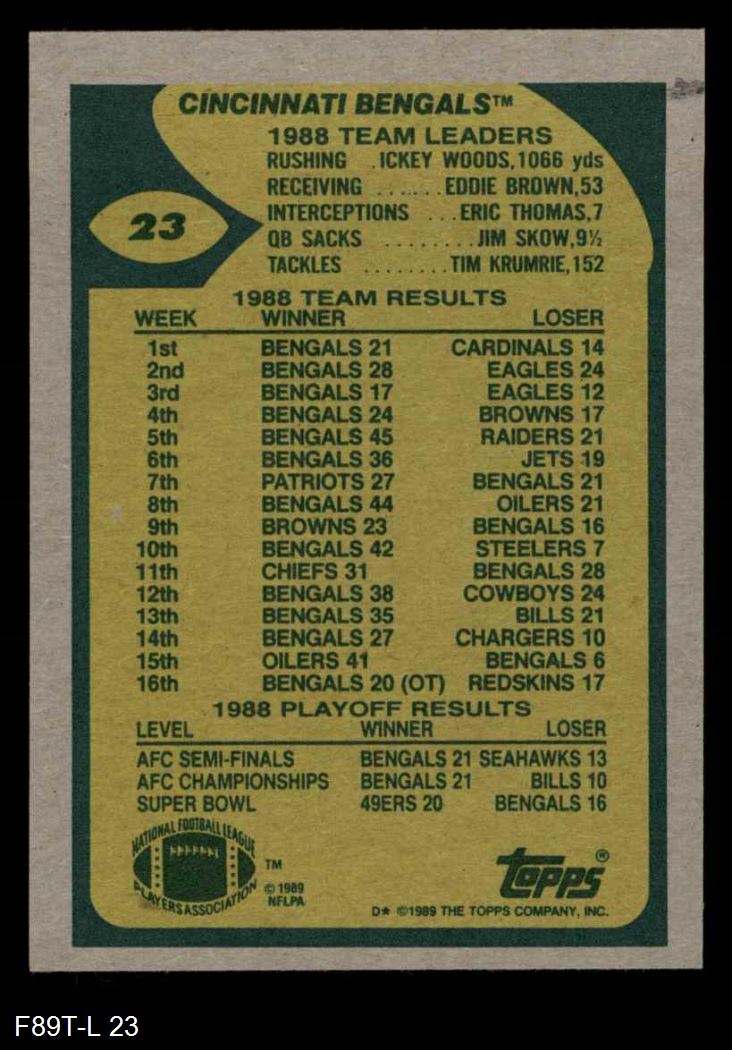 CINCINNATI BENGALS™
1988 TEAM LEADERS
RUSHING .ICKEY WOODS,1066 yds
RECEIVING .......EDDIE BROWN,53
23
INTERCEPTIONS ...ERIC THOMAS,7
QB SACKS .........JIM SKOW,9½
TACKLES ........TIM KRUMRIE,152
1988 TEAM RESULTS
WEEK WINNER LOSER
1st BENGALS 21 CARDINALS 14
2nd BENGALS 28 EAGLES 24
3rd BENGALS 17 EAGLES 12
4th BENGALS 24 BROWNS 17
5th BENGALS 45 RAIDERS 21
6th BENGALS 36 JETS 19
7th PATRIOTS 27 BENGALS 21
8th BENGALS 44 OILERS 21
9th BROWNS 23 BENGALS 16
10th BENGALS 42 STEELERS 7
11th CHIEFS 31 BENGALS 28
12th BENGALS 38 COWBOYS 24
13th BENGALS 35 BILLS 21
14th BENGALS 27 CHARGERS 10
15th OILERS 41 BENGALS 6
16th BENGALS 20 (OT) REDSKINS 17
1988 PLAYOFF RESULTS
LEVEL WINNER LOSER
AFC SEMI-FINALS BENGALS 21 SEAHAWKS 13
AFC CHAMPIONSHIPS BENGALS 21 BILLS 10
SUPER BOWL 49ERS 20 BENGALS 16
NATIONAL FOOTBALL LEAGUE
PLAYERS ASSOCIATION
™
©1989
NFLPA
topps®
D★ ©1989 THE TOPPS COMPANY, INC.
F89T-L 23